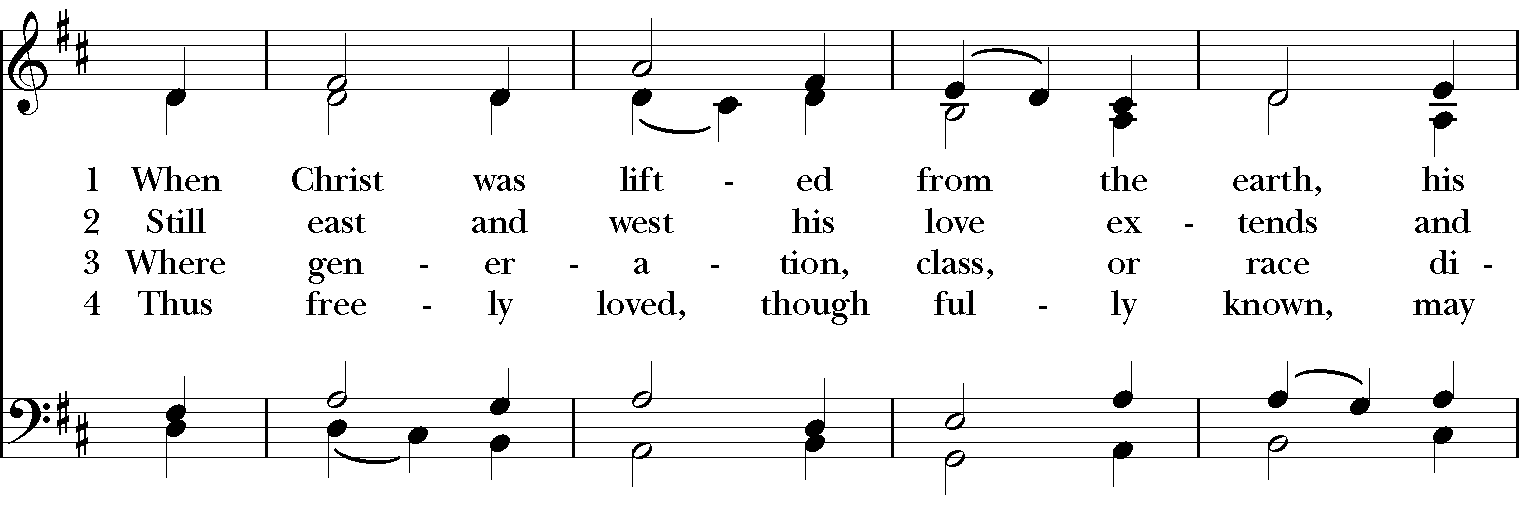 1 When Christ was lift - ed from the earth, his
2 Still east and west his love ex - tends and
3 Where gen - er - a - tion, class, or race di -
4 Thus free - ly loved, though ful - ly known, may